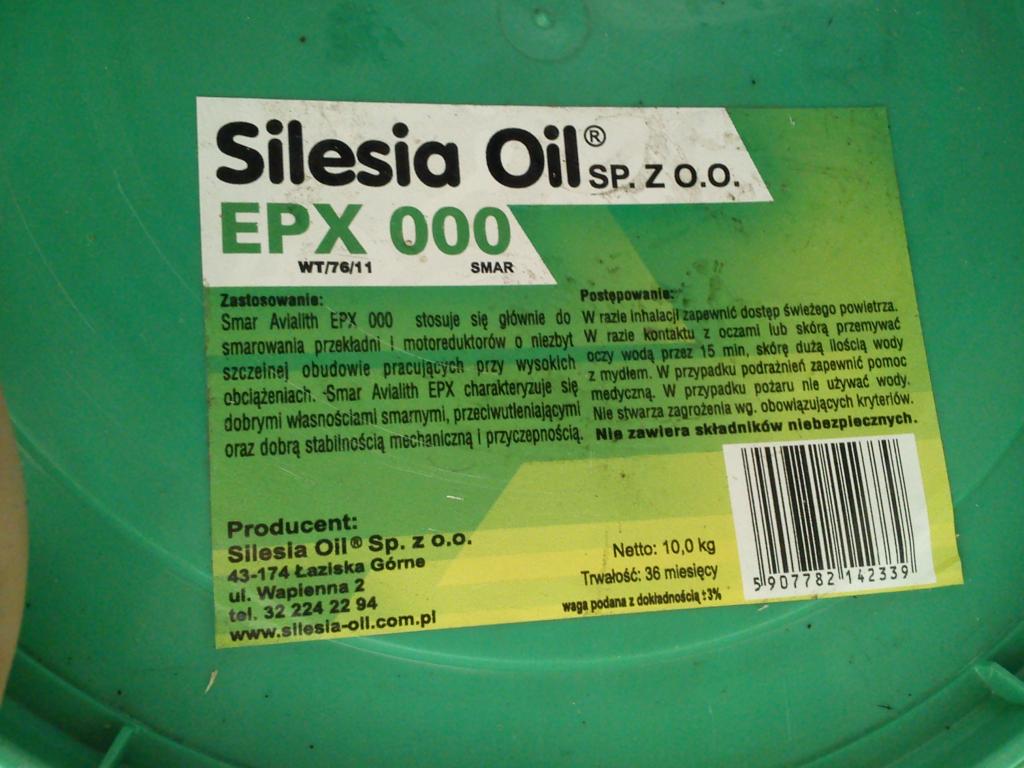 Silesia Oil® SP. Z O.O.
EPX 000
WT/76/11 SMAR
Zastosowanie:
Smar Avialith EPX 000 stosuje się głównie do
smarowania przekładni i motoreduktorów o niezbyt
szczelnej obudowie pracujących przy wysokich
obciążeniach. -Smar Avialith EPX charakteryzuje się
dobrymi własnościami smarnymi, przeciwutleniającymi
oraz dobrą stabilnością mechaniczną i przyczepnością.
Postępowanie:
W razie inhalacji zapewnić dostęp świeżego powietrza.
W razie kontaktu z oczami lub skórą przemywać
oczy wodą przez 15 min, skórę dużą ilością wody
z mydłem. W przypadku podrażnień zapewnić pomoc
medyczną. W przypadku pożaru nie używać wody.
Nie stwarza zagrożenia wg. obowiązujących kryteriów.
Nie zawiera składników niebezpiecznych.
Producent:
Silesia Oil® Sp. z o.o.
43-174 Łaziska Górne
ul. Wapienna 2
tel. 32 224 22 94
www.silesia-oil.com.pl
Netto: 10,0 kg
Trwałość: 36 miesięcy
waga podana z dokładnością ±3%
5 907782 142339